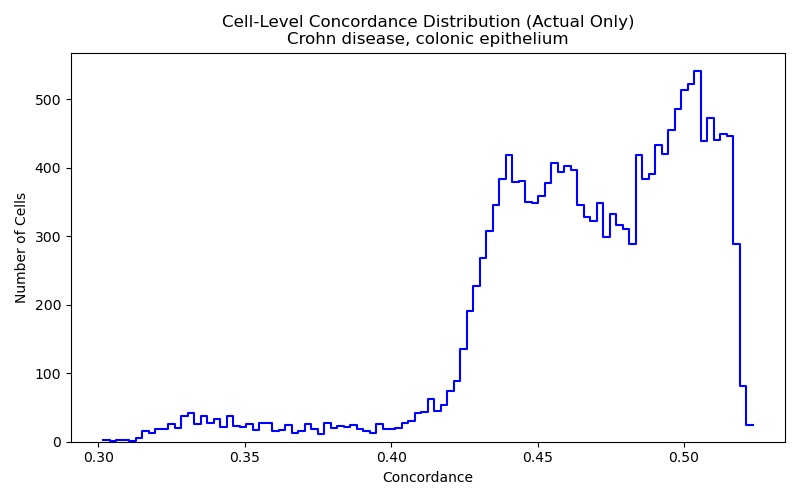 Cell-Level Concordance Distribution (Actual Only)
Crohn disease, colonic epithelium
Number of Cells
500
400
300
200
100
0
0.30 0.35 0.40 0.45 0.50
Concordance